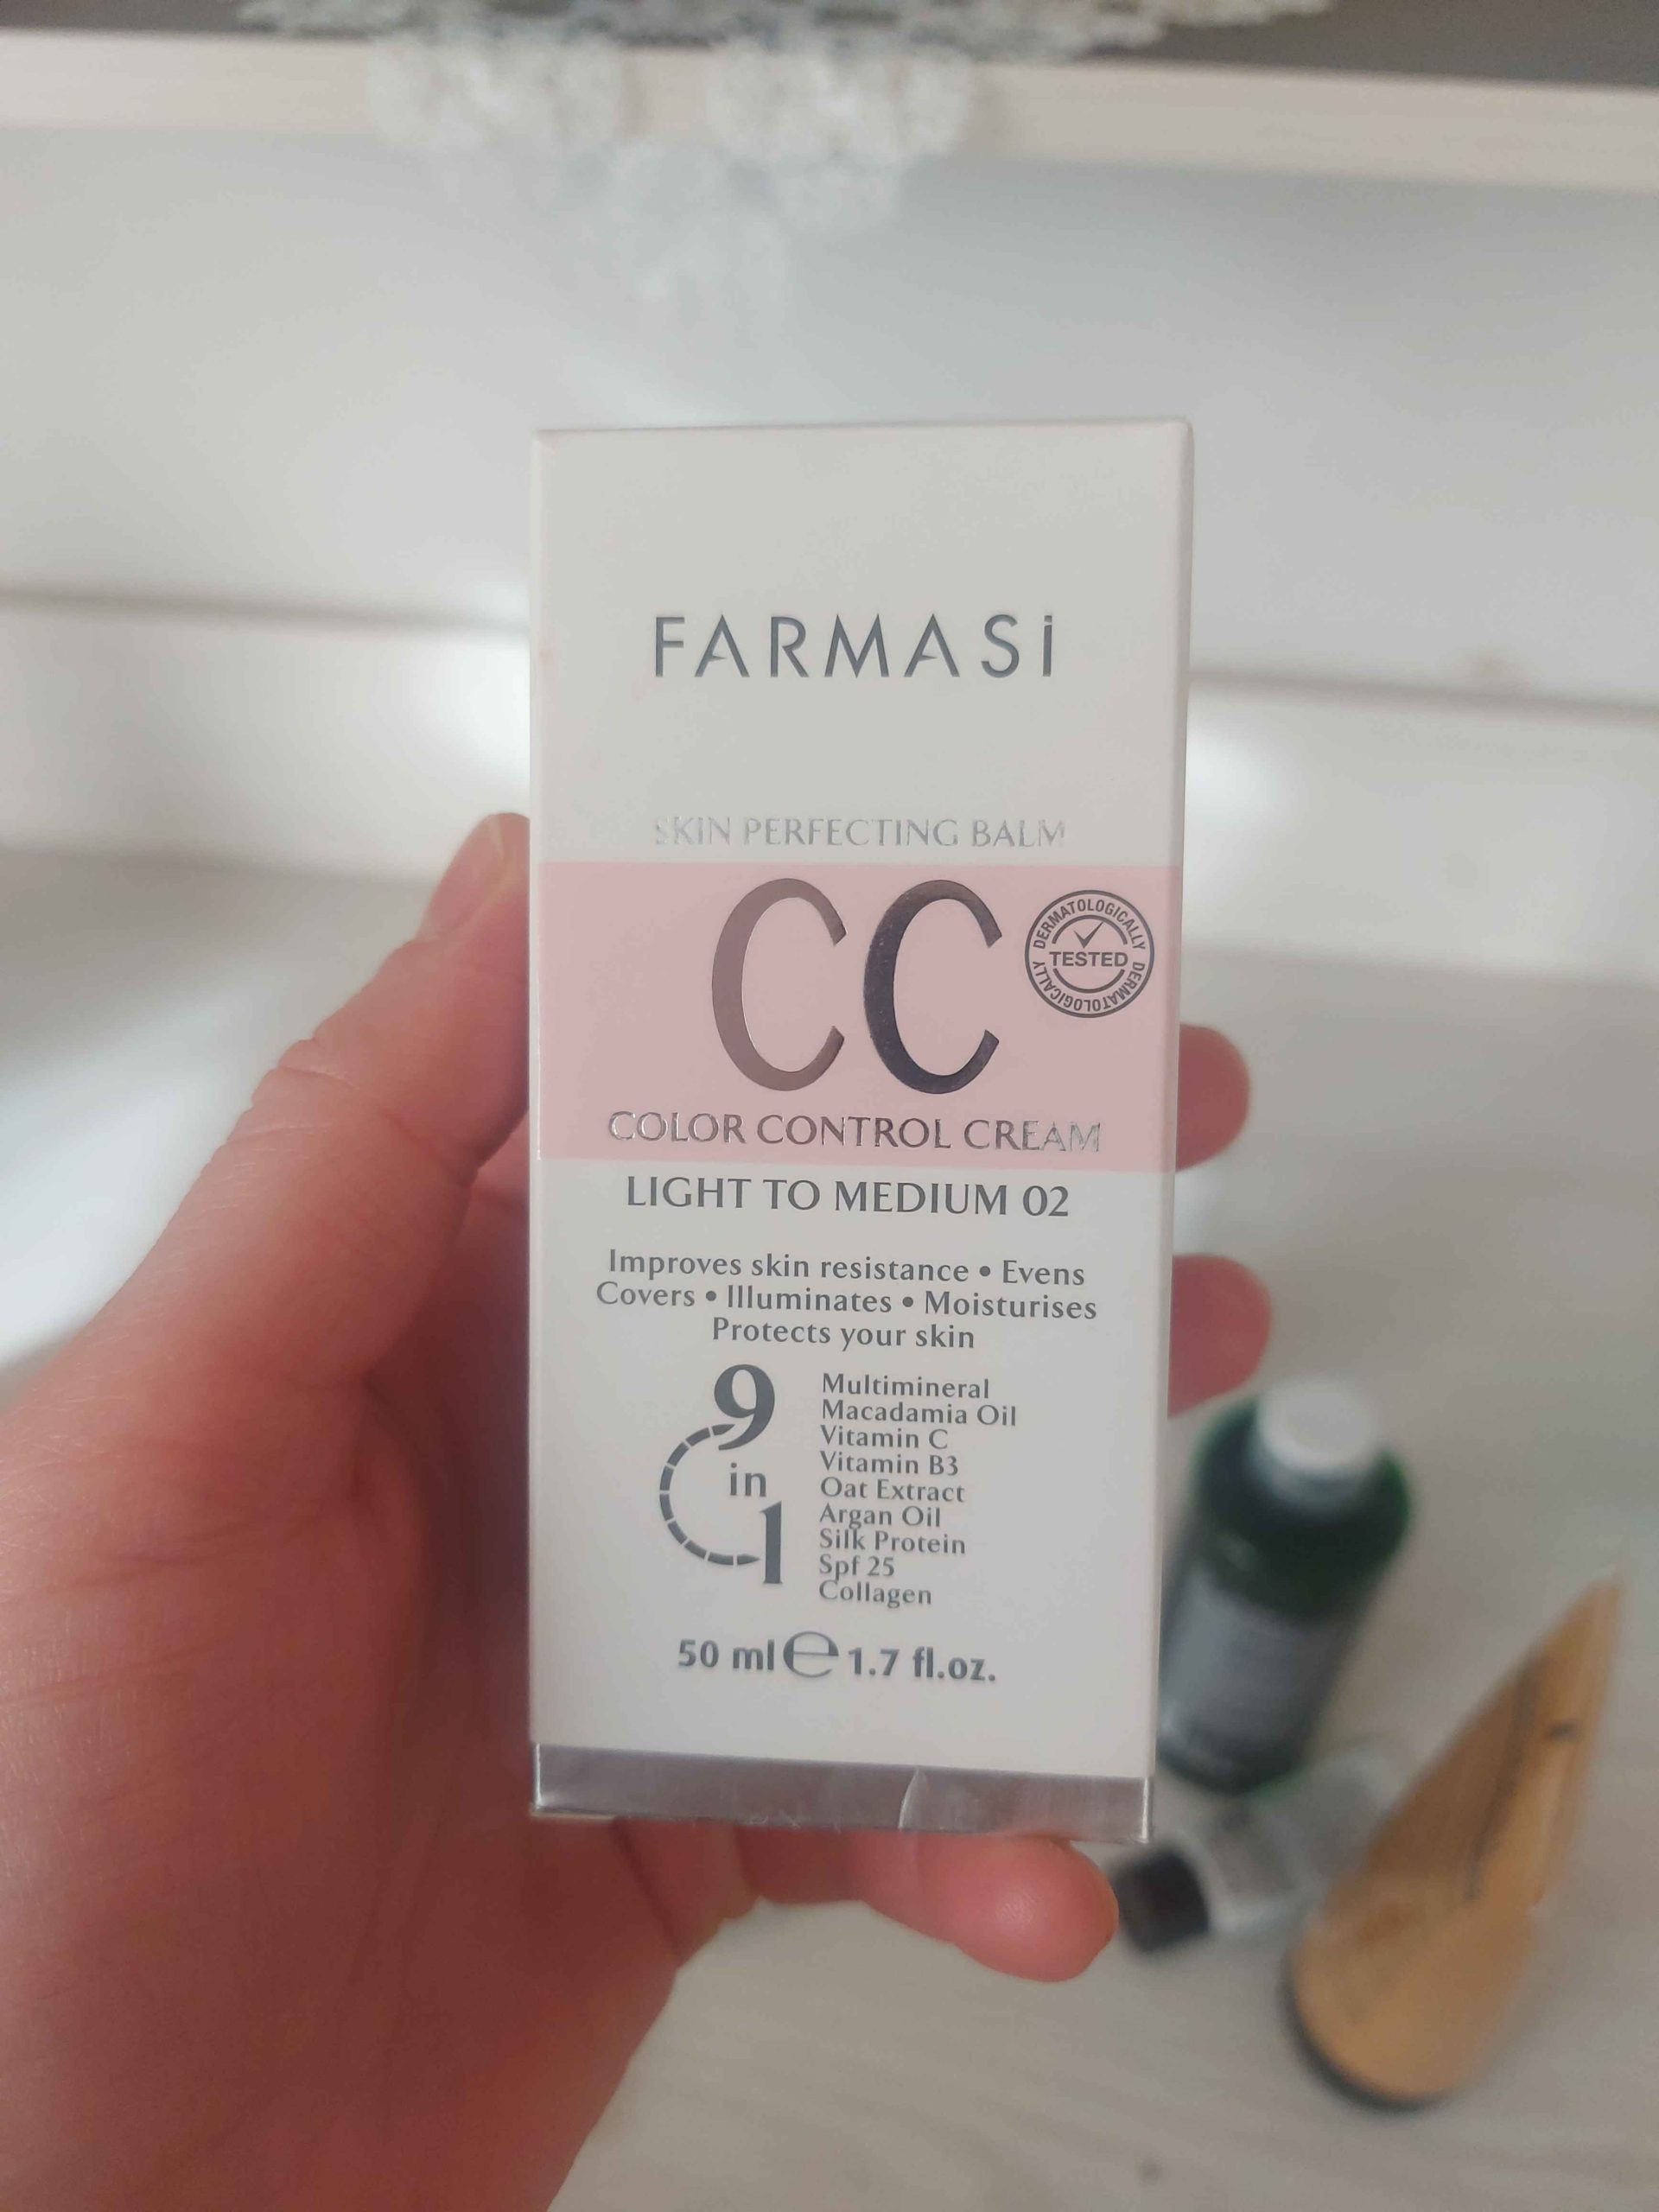 FARMASİ
SKIN PERFECTING BALM
CC
DERMATOLOGICALLY
TESTED
DERMATOLOGICALLY
COLOR CONTROL CREAM
LIGHT TO MEDIUM 02
Improves skin resistance • Evens
Covers • Illuminates • Moisturises
Protects your skin
9
in
1
Multimineral
Macadamia Oil
Vitamin C
Vitamin B3
Oat Extract
Argan Oil
Silk Protein
Spf 25
Collagen
50 ml ℮ 1.7 fl.oz.